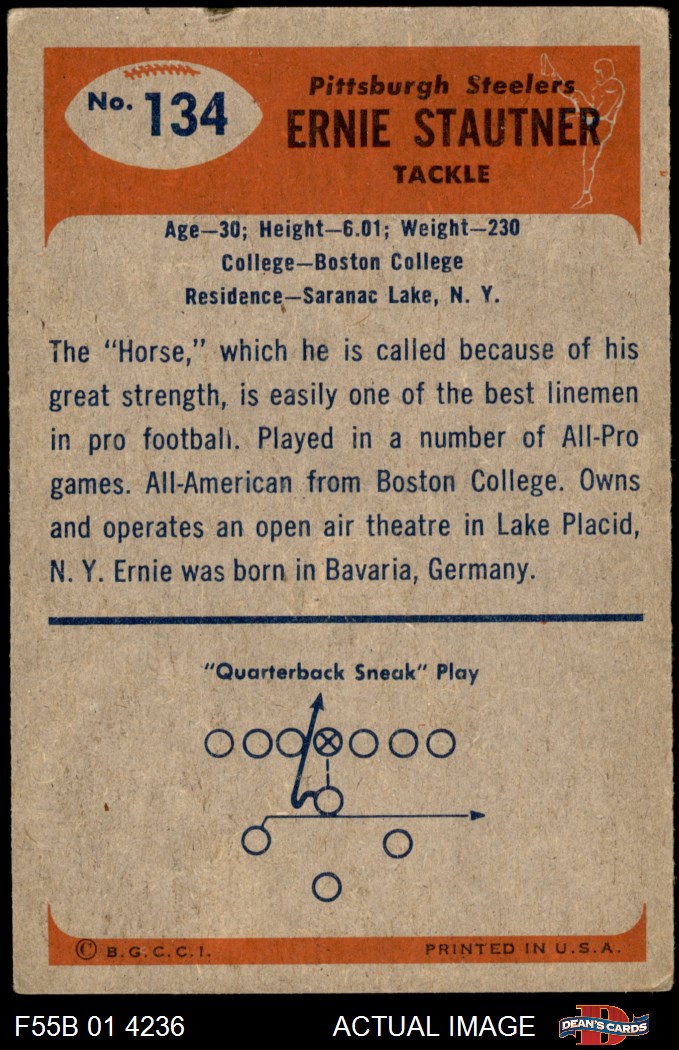 No. 134
Pittsburgh Steelers
ERNIE STAUTNER
TACKLE
Age—30; Height—6.01; Weight—230
College—Boston College
Residence—Saranac Lake, N. Y.
The "Horse," which he is called because of his
great strength, is easily one of the best linemen
in pro football. Played in a number of All-Pro
games. All-American from Boston College. Owns
and operates an open air theatre in Lake Placid,
N. Y. Ernie was born in Bavaria, Germany.
"Quarterback Sneak" Play
© B.G.C.C.I.
PRINTED IN U.S.A.
F55B 01 4236
ACTUAL IMAGE
D
DEAN'S CARDS